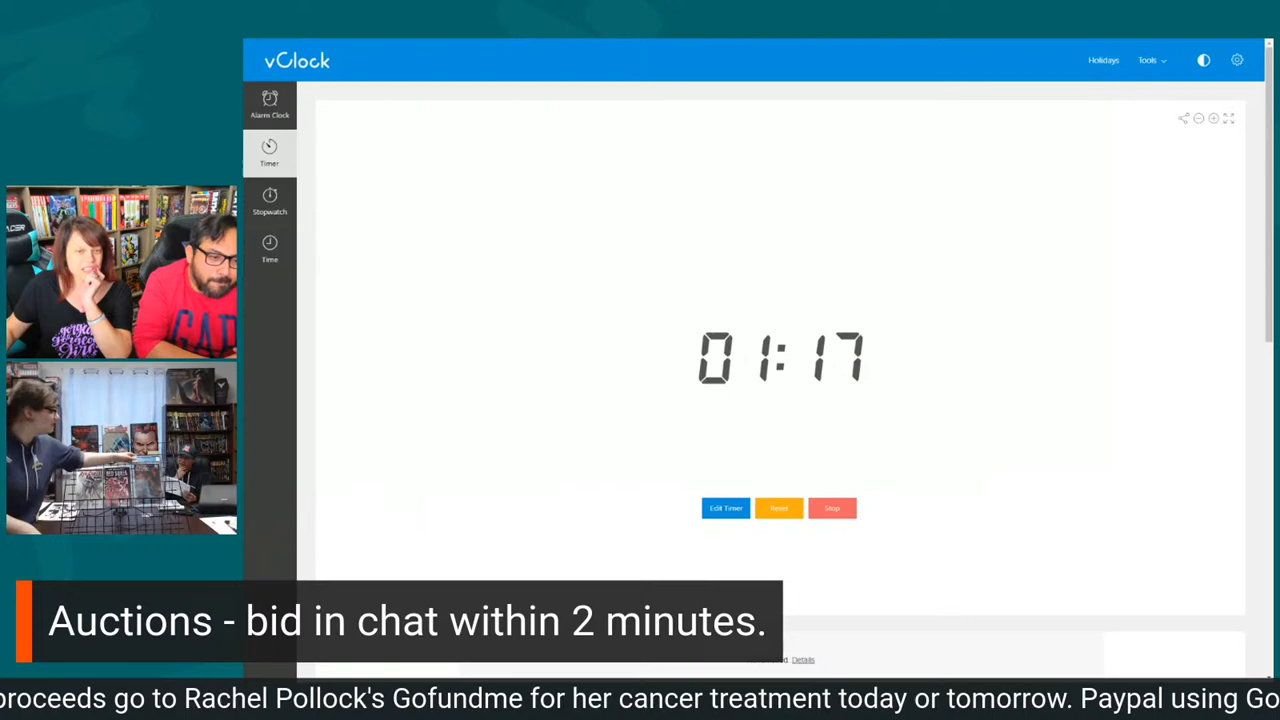 vClock
Holidays
Tools
Alarm Clock
Timer
Stopwatch
Time
01:17
Edit Timer
Reset
Stop
Auctions - bid in chat within 2 minutes.
Details
proceeds go to Rachel Pollock's Gofundme for her cancer treatment today or tomorrow. Paypal using Go